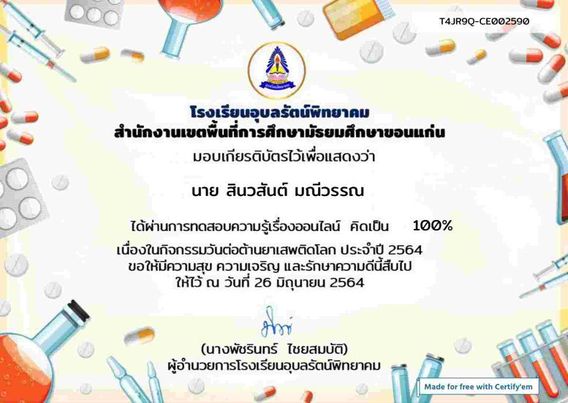 T4JR9Q-CE002590
โรงเรียนอุบลรัตน์พิทยาคม
สำนักงานเขตพื้นที่การศึกษามัธยมศึกษาขอนแก่น
มอบเกียรติบัตรไว้เพื่อแสดงว่า
นาย สินวสันต์ มณีวรรณ
ได้ผ่านการทดสอบความรู้เรื่องออนไลน์ คิดเป็น 100%
เนื่องในกิจกรรมวันต่อต้านยาเสพติดโลก ประจำปี 2564
ขอให้มีความสุข ความเจริญ และรักษาความดีนี้สืบไป
ให้ไว้ ณ วันที่ 26 มิถุนายน 2564
(นางพัชรินทร์ ไชยสมบัติ)
ผู้อำนวยการโรงเรียนอุบลรัตน์พิทยาคม
Made for free with Certify'em